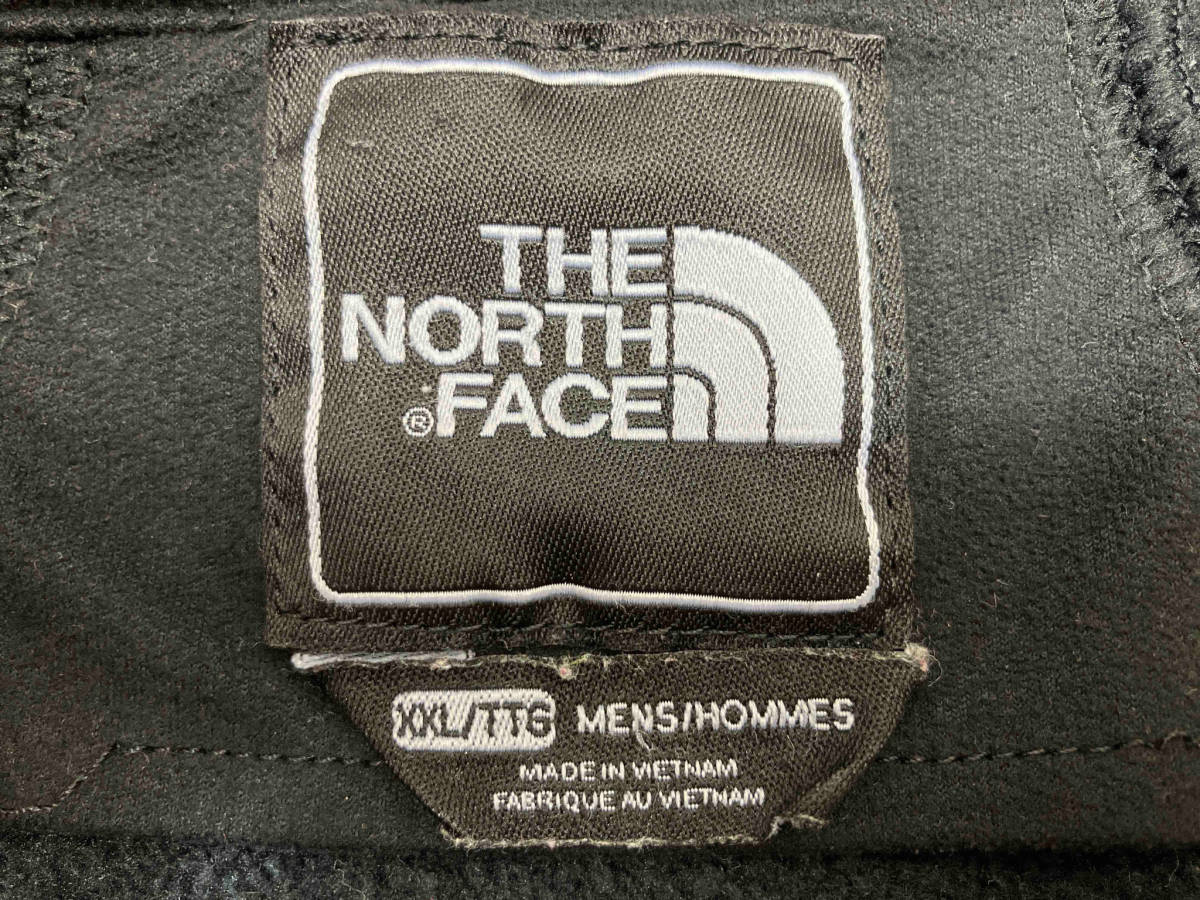 THE
NORTH
® FACE
XXL/TTG MENS/HOMMES
MADE IN VIETNAM
FABRIQUE AU VIETNAM